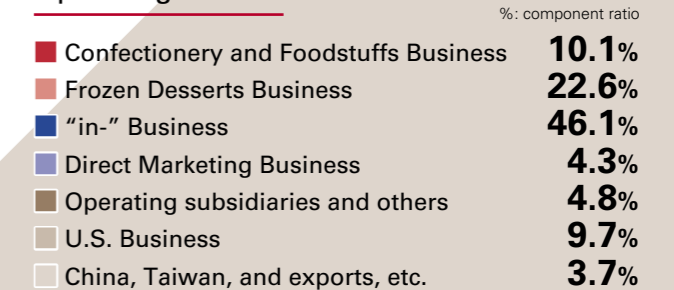 %: component ratio
Confectionery and Foodstuffs Business 10.1%
Frozen Desserts Business 22.6%
“in-” Business 46.1%
Direct Marketing Business 4.3%
Operating subsidiaries and others 4.8%
U.S. Business 9.7%
China, Taiwan, and exports, etc. 3.7%